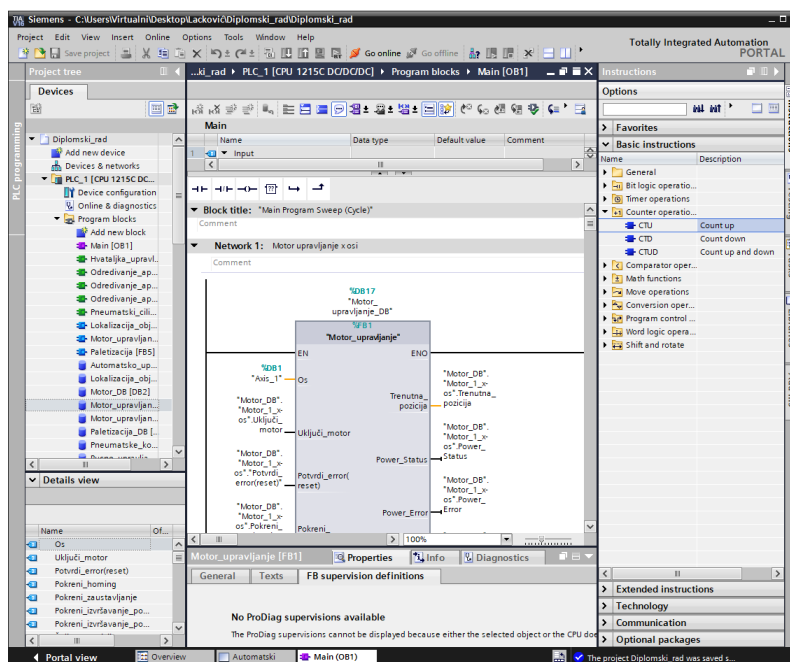 Siemens - C:\Users\Virtualni\Desktop\Lacković\Diplomski_rad\Diplomski_rad
Project Edit View Insert Online Options Tools Window Help
Totally Integrated Automation
PORTAL
Save project
Go online
Go offline
Project tree
...ki_rad PLC_1 [CPU 1215C DC/DC/DC] Program blocks Main [OB1]
Instructions
Devices
Options
PLC programming
Diplomski_rad
Add new device
Devices & networks
PLC_1 [CPU 1215C DC...
Device configuration
Online & diagnostics
Program blocks
Add new block
Main [OB1]
Hvataljka_upravl...
Određivanje_ap...
Određivanje_ap...
Određivanje_ap...
Pneumatski_cili...
Lokalizacija_obj...
Motor_upravljan...
Paletizacija [FB5]
Automatsko_up...
Lokalizacija_obj...
Motor_DB [DB2]
Motor_upravljan...
Motor_upravljan...
Paletizacija_DB [...
Pneumatske_ko...
Details view
Name Of...
Os
Uključi_motor
Potvrdi_error(reset)
Pokreni_homing
Pokreni_zaustavljanje
Pokreni_izvršavanje_po...
Pokreni_izvršavanje_po...
Main
Name Data type Default value Comment
1 Input
Block title: "Main Program Sweep (Cycle)"
Comment
Network 1: Motor upravljanje x osi
Comment
%DB17
"Motor_
upravljanje_DB"
%FB1
"Motor_upravljanje"
EN ENO
%DB1
"Axis_1" Os
"Motor_DB".
"Motor_1_x-
os".Uključi_
motor Uključi_motor
"Motor_DB".
"Motor_1_x-
os"."Potvrdi_
error(reset)" Potvrdi_error(
reset)
"Motor_DB".
"Motor_1_x-
os".Pokreni_ Pokreni_
"Motor_DB".
"Motor_1_x-
os".Trenutna_
Trenutna_
pozicija pozicija
"Motor_DB".
"Motor_1_x-
os".Power_
Power_Status Status
"Motor_DB".
"Motor_1_x-
os".Power_
Power_Error Error
100%
Motor_upravljanje [FB1] Properties Info Diagnostics
General Texts FB supervision definitions
No ProDiag supervisions available
The ProDiag supervisions cannot be displayed because either the selected object or the CPU doe
Favorites
Basic instructions
Name Description
General
Bit logic operatio...
Timer operations
Counter operatio...
CTU Count up
CTD Count down
CTUD Count up and down
Comparator oper...
Math functions
Move operations
Conversion oper...
Program control ...
Word logic opera...
Shift and rotate
Extended instructions
Technology
Communication
Optional packages
Portal view Overview Automatski Main (OB1)
The project Diplomski_rad was saved s...